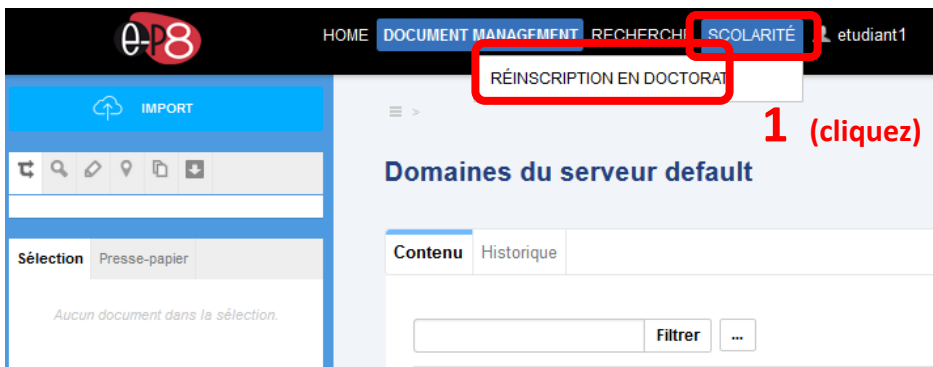 e-P8
HOME DOCUMENT MANAGEMENT RECHERCHE SCOLARITÉ etudiant1
RÉINSCRIPTION EN DOCTORAT
IMPORT
1 (cliquez)
Domaines du serveur default
Contenu Historique
Sélection Presse-papier
Aucun document dans la sélection.
Filtrer ...